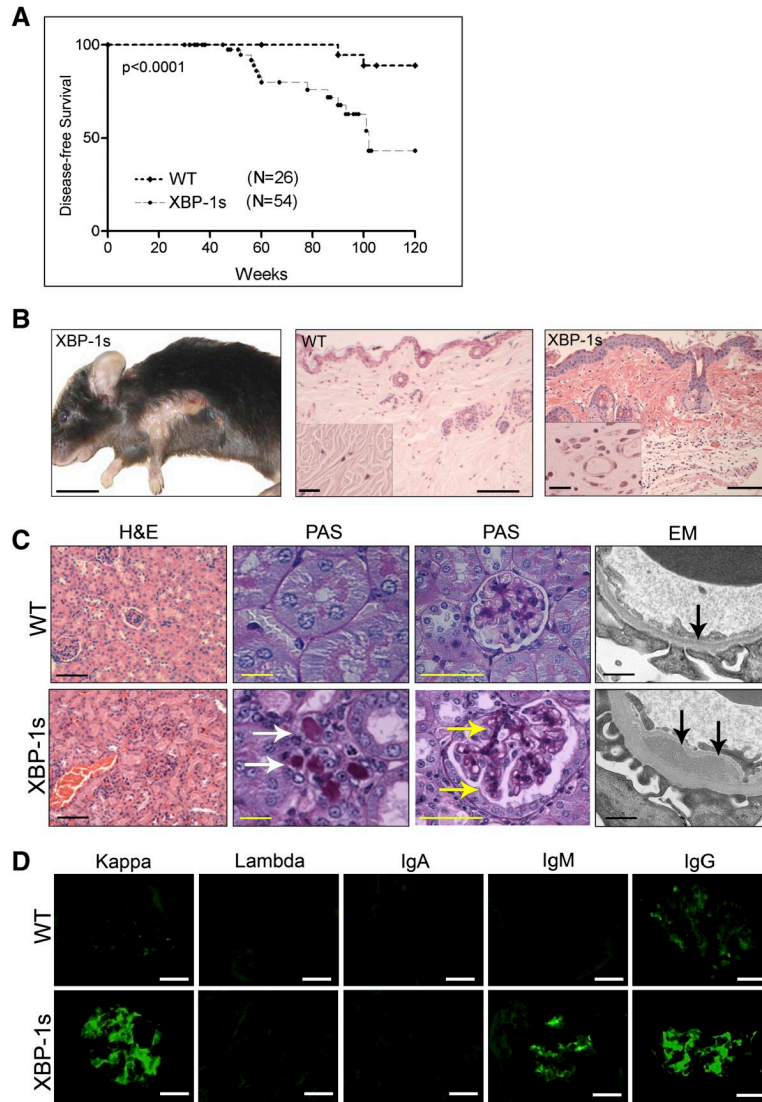 A
100
50
0
Disease-free Survival
p<0.0001
WT (N=26)
XBP-1s (N=54)
0 20 40 60 80 100 120
Weeks
B
XBP-1s
WT
XBP-1s
C
H&E PAS PAS EM
WT
XBP-1s
D
Kappa Lambda IgA IgM IgG
WT
XBP-1s